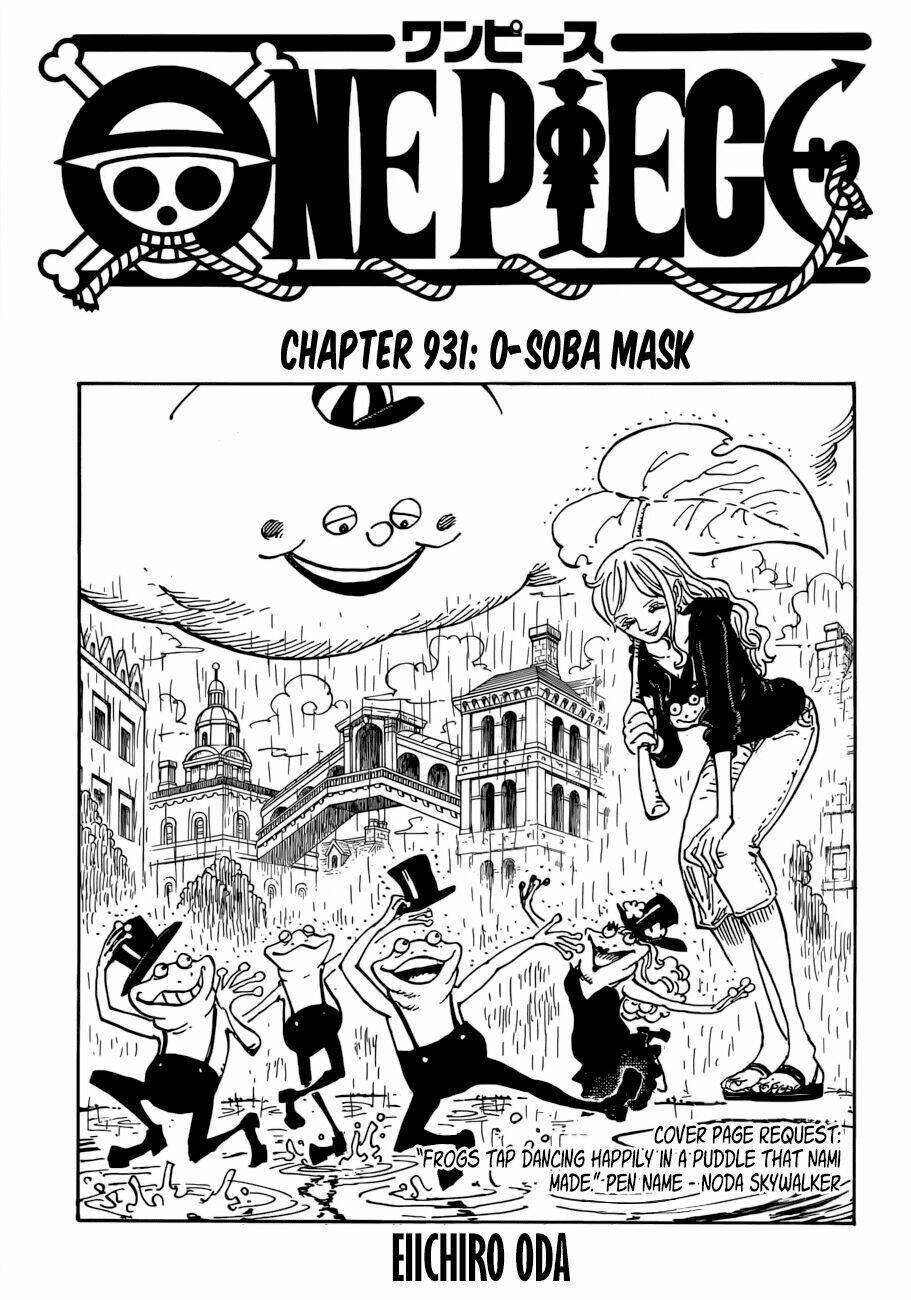 ワンピース
ONE PIECE
CHAPTER 931: O-SOBA MASK
COVER PAGE REQUEST:
"FROGS TAP DANCING HAPPILY IN A PUDDLE THAT NAMI
MADE."-PEN NAME - NODA SKYWALKER
EIICHIRO ODA